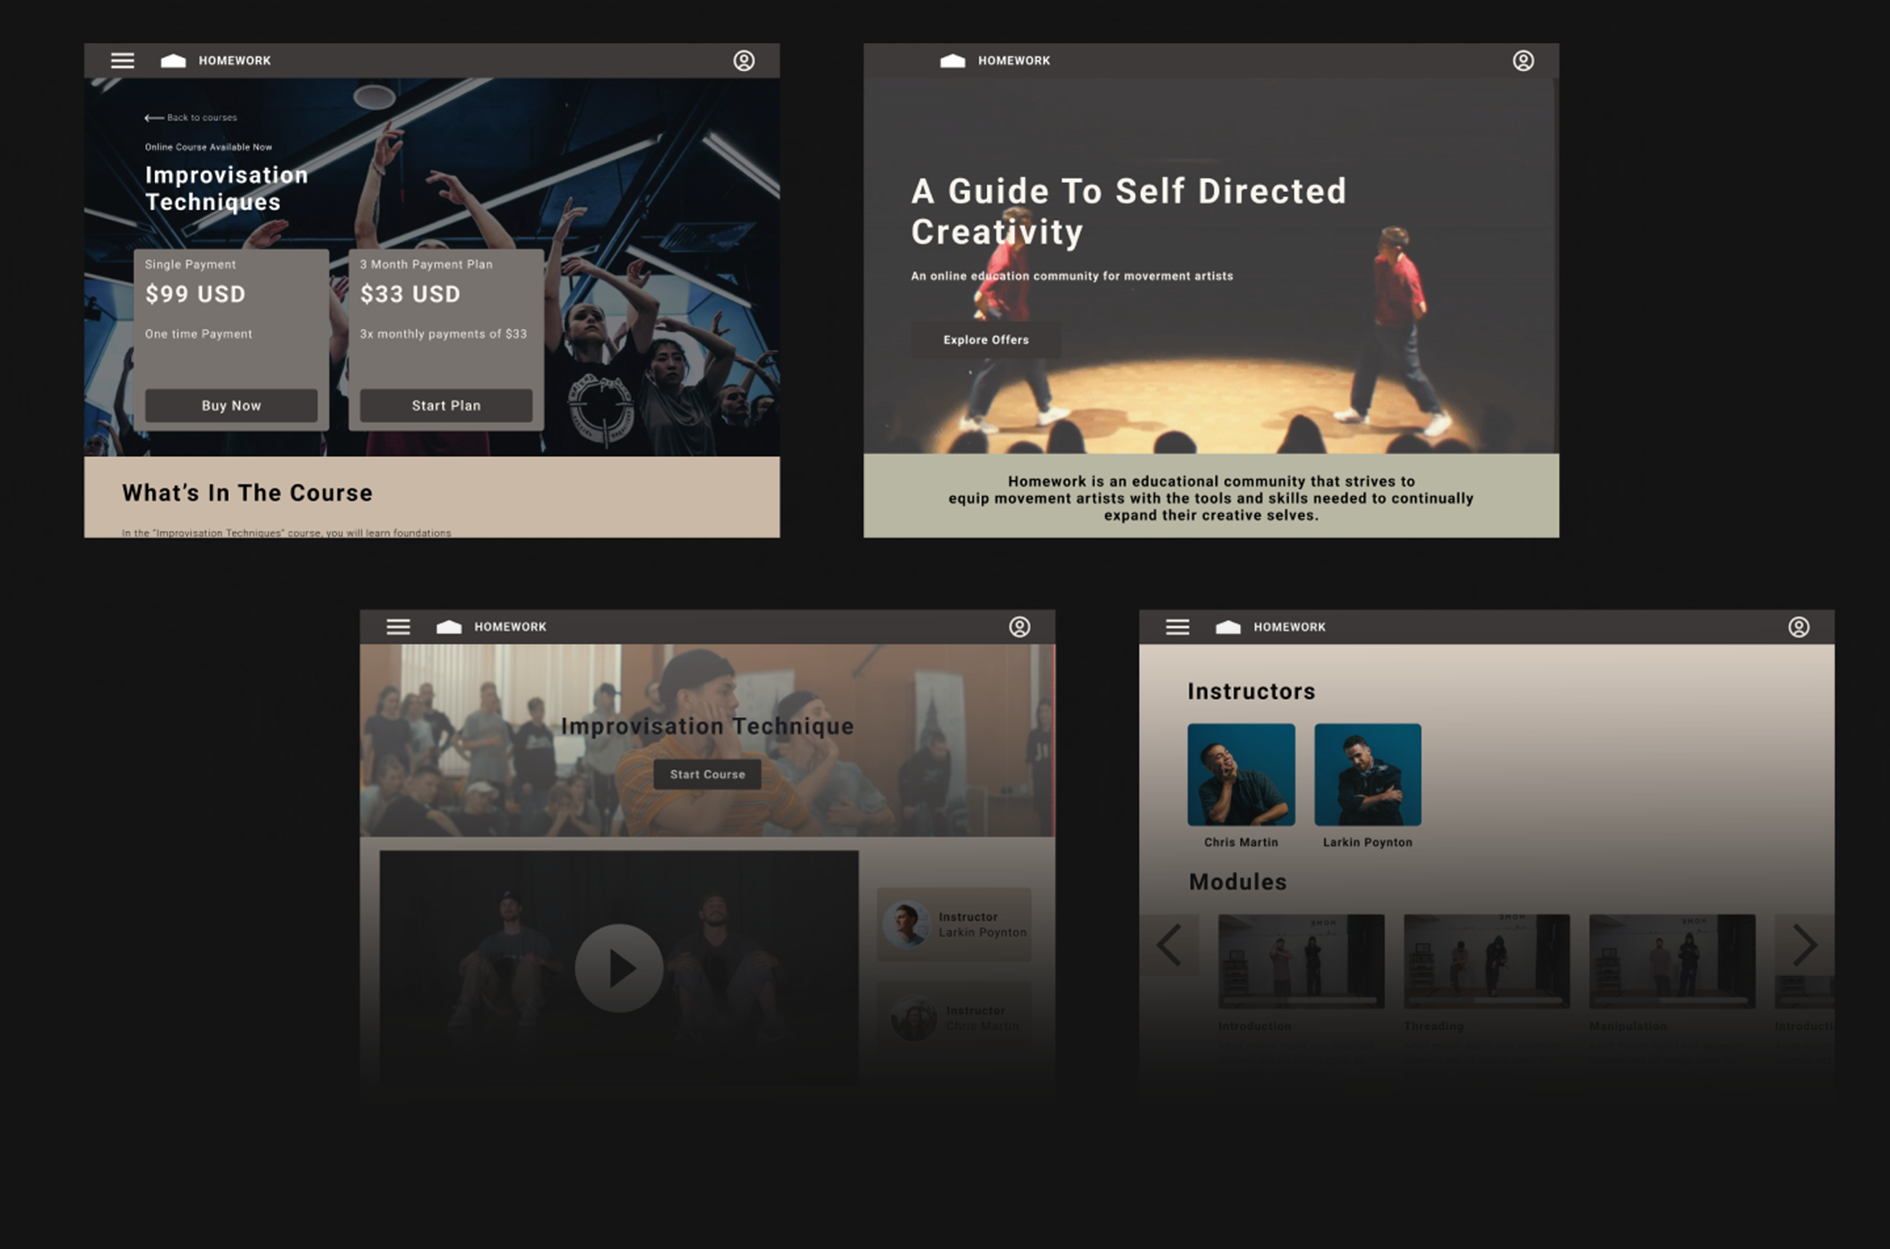 HOMEWORK
Back to courses
Online Course Available Now
Improvisation
Techniques
Single Payment
$99 USD
One time Payment
Buy Now
3 Month Payment Plan
$33 USD
3x monthly payments of $33
Start Plan
What's In The Course
In the "Improvisation Techniques" course, you will learn foundations
HOMEWORK
A Guide To Self Directed
Creativity
An online education community for moverment artists
Explore Offers
Homework is an educational community that strives to
equip movement artists with the tools and skills needed to continually
expand their creative selves.
HOMEWORK
Improvisation Technique
Start Course
Instructor
Larkin Poynton
Instructor
Chris Martin
HOMEWORK
Instructors
Chris Martin
Larkin Poynton
Modules
Introduction
Threading
Manipulation
Introducti